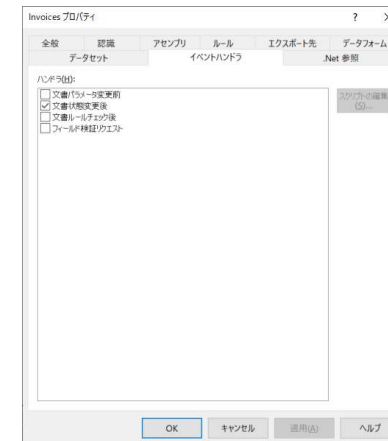 Invoices プロパティ ?
全般 認識 アセンブリ ルール エクスポート先 データフォーム
データセット イベントハンドラ .Net 参照
ハンドラ(H):
文書パラメータ変更前
文書状態変更後
文書ルールチェック後
フィールド検証リクエスト
スクリプトの編集
(S)...
OK キャンセル 適用(A) ヘルプ